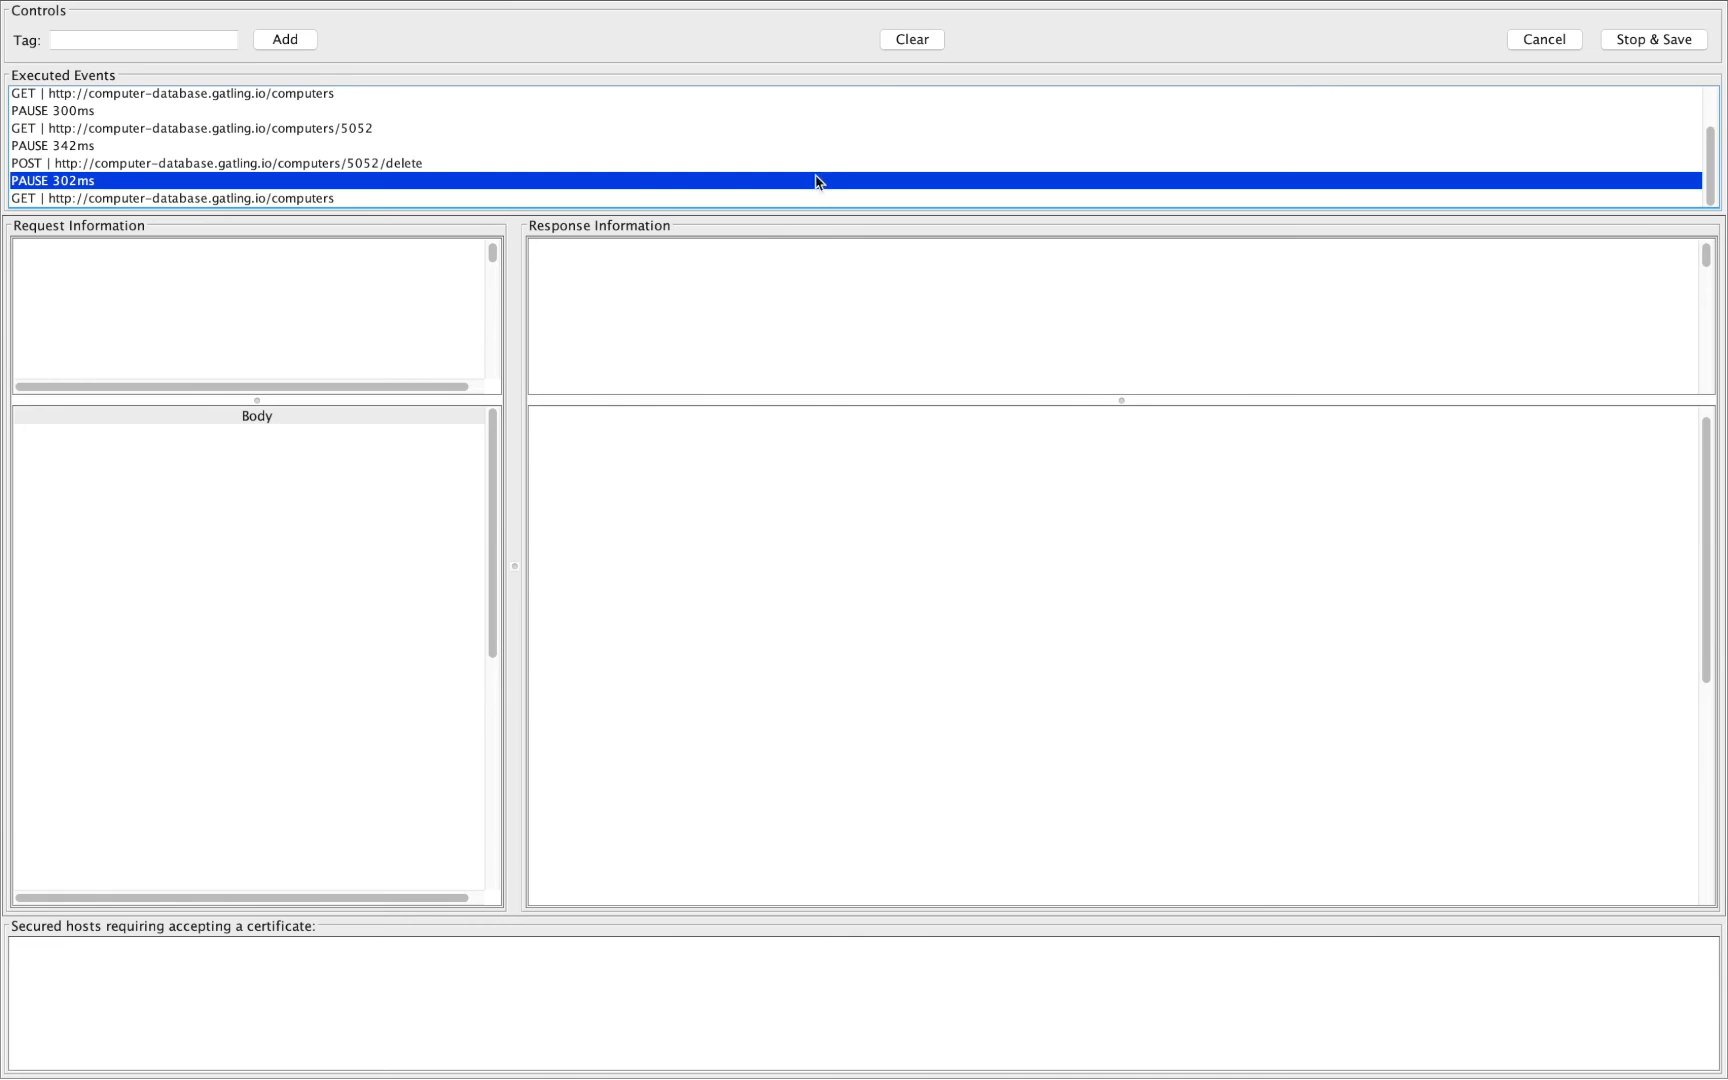 Controls
Tag: Add Clear Cancel Stop & Save
Executed Events
GET | http://computer-database.gatling.io/computers
PAUSE 300ms
GET | http://computer-database.gatling.io/computers/5052
PAUSE 342ms
POST | http://computer-database.gatling.io/computers/5052/delete
PAUSE 302ms
GET | http://computer-database.gatling.io/computers
Request Information Response Information
Body
Secured hosts requiring accepting a certificate: